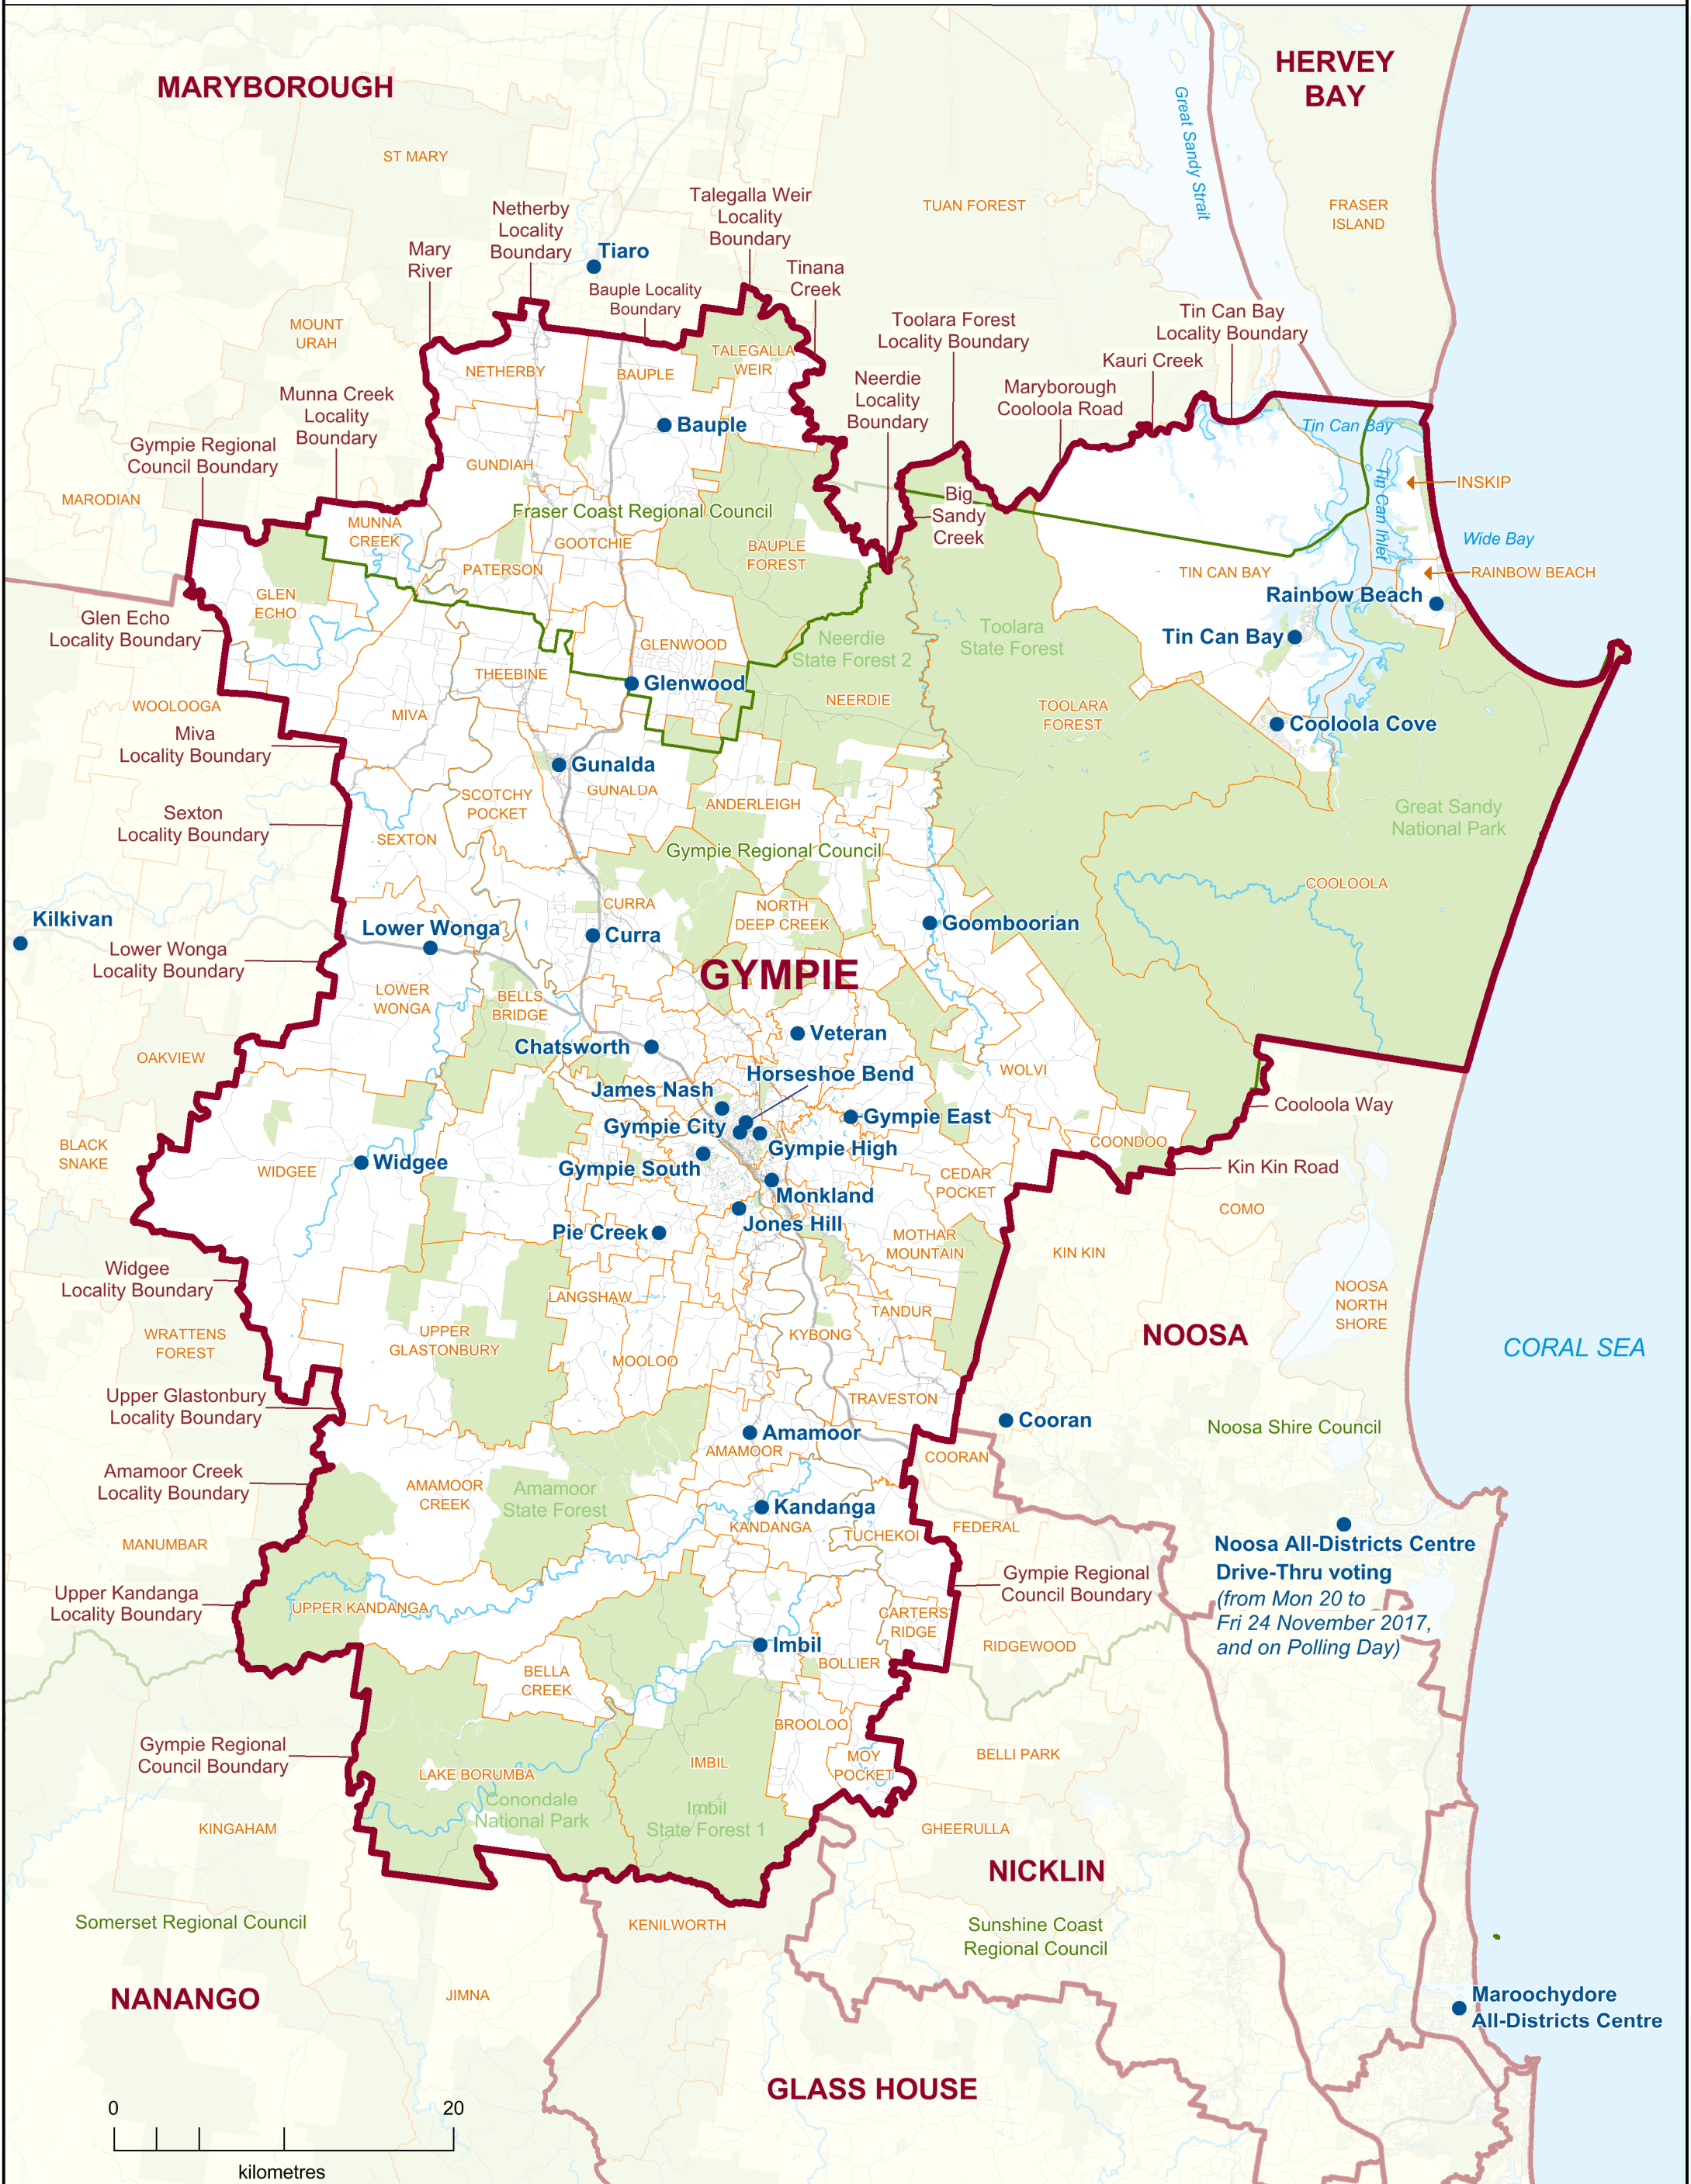 HERVEY
BAY
MARYBOROUGH
Great Sandy Strait
ST MARY
TUAN FOREST
FRASER
ISLAND
Talegalla Weir
Locality
Boundary
Netherby
Locality
Boundary
Mary
River
Tiaro
Tinana
Creek
Bauple Locality
Boundary
Tin Can Bay
Locality Boundary
Toolara Forest
Locality Boundary
MOUNT
URAH
Kauri Creek
TALEGALLA
WEIR
NETHERBY
BAUPLE
Neerdie
Locality
Boundary
Maryborough
Cooloola Road
Munna Creek
Locality
Boundary
Bauple
Tin Can Bay
Gympie Regional
Council Boundary
GUNDIAH
Tin Can Inlet
INSKIP
MARODIAN
Big
Sandy
Creek
Fraser Coast Regional Council
MUNNA
CREEK
GOOTCHIE
BAUPLE
FOREST
Wide Bay
PATERSON
TIN CAN BAY
RAINBOW BEACH
GLEN
ECHO
Rainbow Beach
Glen Echo
Locality Boundary
Toolara
State Forest
Tin Can Bay
Neerdie
State Forest 2
GLENWOOD
THEEBINE
Glenwood
NEERDIE
WOOLOOGA
MIVA
TOOLARA
FOREST
Cooloola Cove
Miva
Locality Boundary
Gunalda
GUNALDA
SCOTCHY
POCKET
ANDERLEIGH
Great Sandy
National Park
Sexton
Locality Boundary
SEXTON
Gympie Regional Council
COOLOOLA
CURRA
NORTH
DEEP CREEK
Kilkivan
Lower Wonga
Curra
Goomboorian
Lower Wonga
Locality Boundary
GYMPIE
LOWER
WONGA
BELLS
BRIDGE
Veteran
Chatsworth
OAKVIEW
WOLVI
Horseshoe Bend
James Nash
Cooloola Way
Gympie East
Gympie City
BLACK
SNAKE
COONDOO
Gympie High
Widgee
WIDGEE
Gympie South
Kin Kin Road
CEDAR
POCKET
Monkland
COMO
Jones Hill
Pie Creek
MOTHAR
MOUNTAIN
KIN KIN
Widgee
Locality Boundary
NOOSA
NORTH
SHORE
LANGSHAW
TANDUR
WRATTENS
FOREST
UPPER
GLASTONBURY
KYBONG
NOOSA
CORAL SEA
MOOLOO
Upper Glastonbury
Locality Boundary
TRAVESTON
Cooran
Noosa Shire Council
Amamoor
AMAMOOR
COORAN
Amamoor Creek
Locality Boundary
AMAMOOR
CREEK
Amamoor
State Forest
Kandanga
KANDANGA
TUCHEKOI
FEDERAL
MANUMBAR
Noosa All-Districts Centre
Drive-Thru voting
(from Mon 20 to
Fri 24 November 2017,
and on Polling Day)
Gympie Regional
Council Boundary
Upper Kandanga
Locality Boundary
UPPER KANDANGA
CARTERS
RIDGE
Imbil
RIDGEWOOD
BOLLIER
BELLA
CREEK
BROOLOO
Gympie Regional
Council Boundary
BELLI PARK
MOY
POCKET
IMBIL
LAKE BORUMBA
Conondale
National Park
Imbil
State Forest 1
KINGAHAM
GHEERULLA
NICKLIN
Somerset Regional Council
KENILWORTH
Sunshine Coast
Regional Council
NANANGO
JIMNA
Maroochydore
All-Districts Centre
GLASS HOUSE
0 20
kilometres